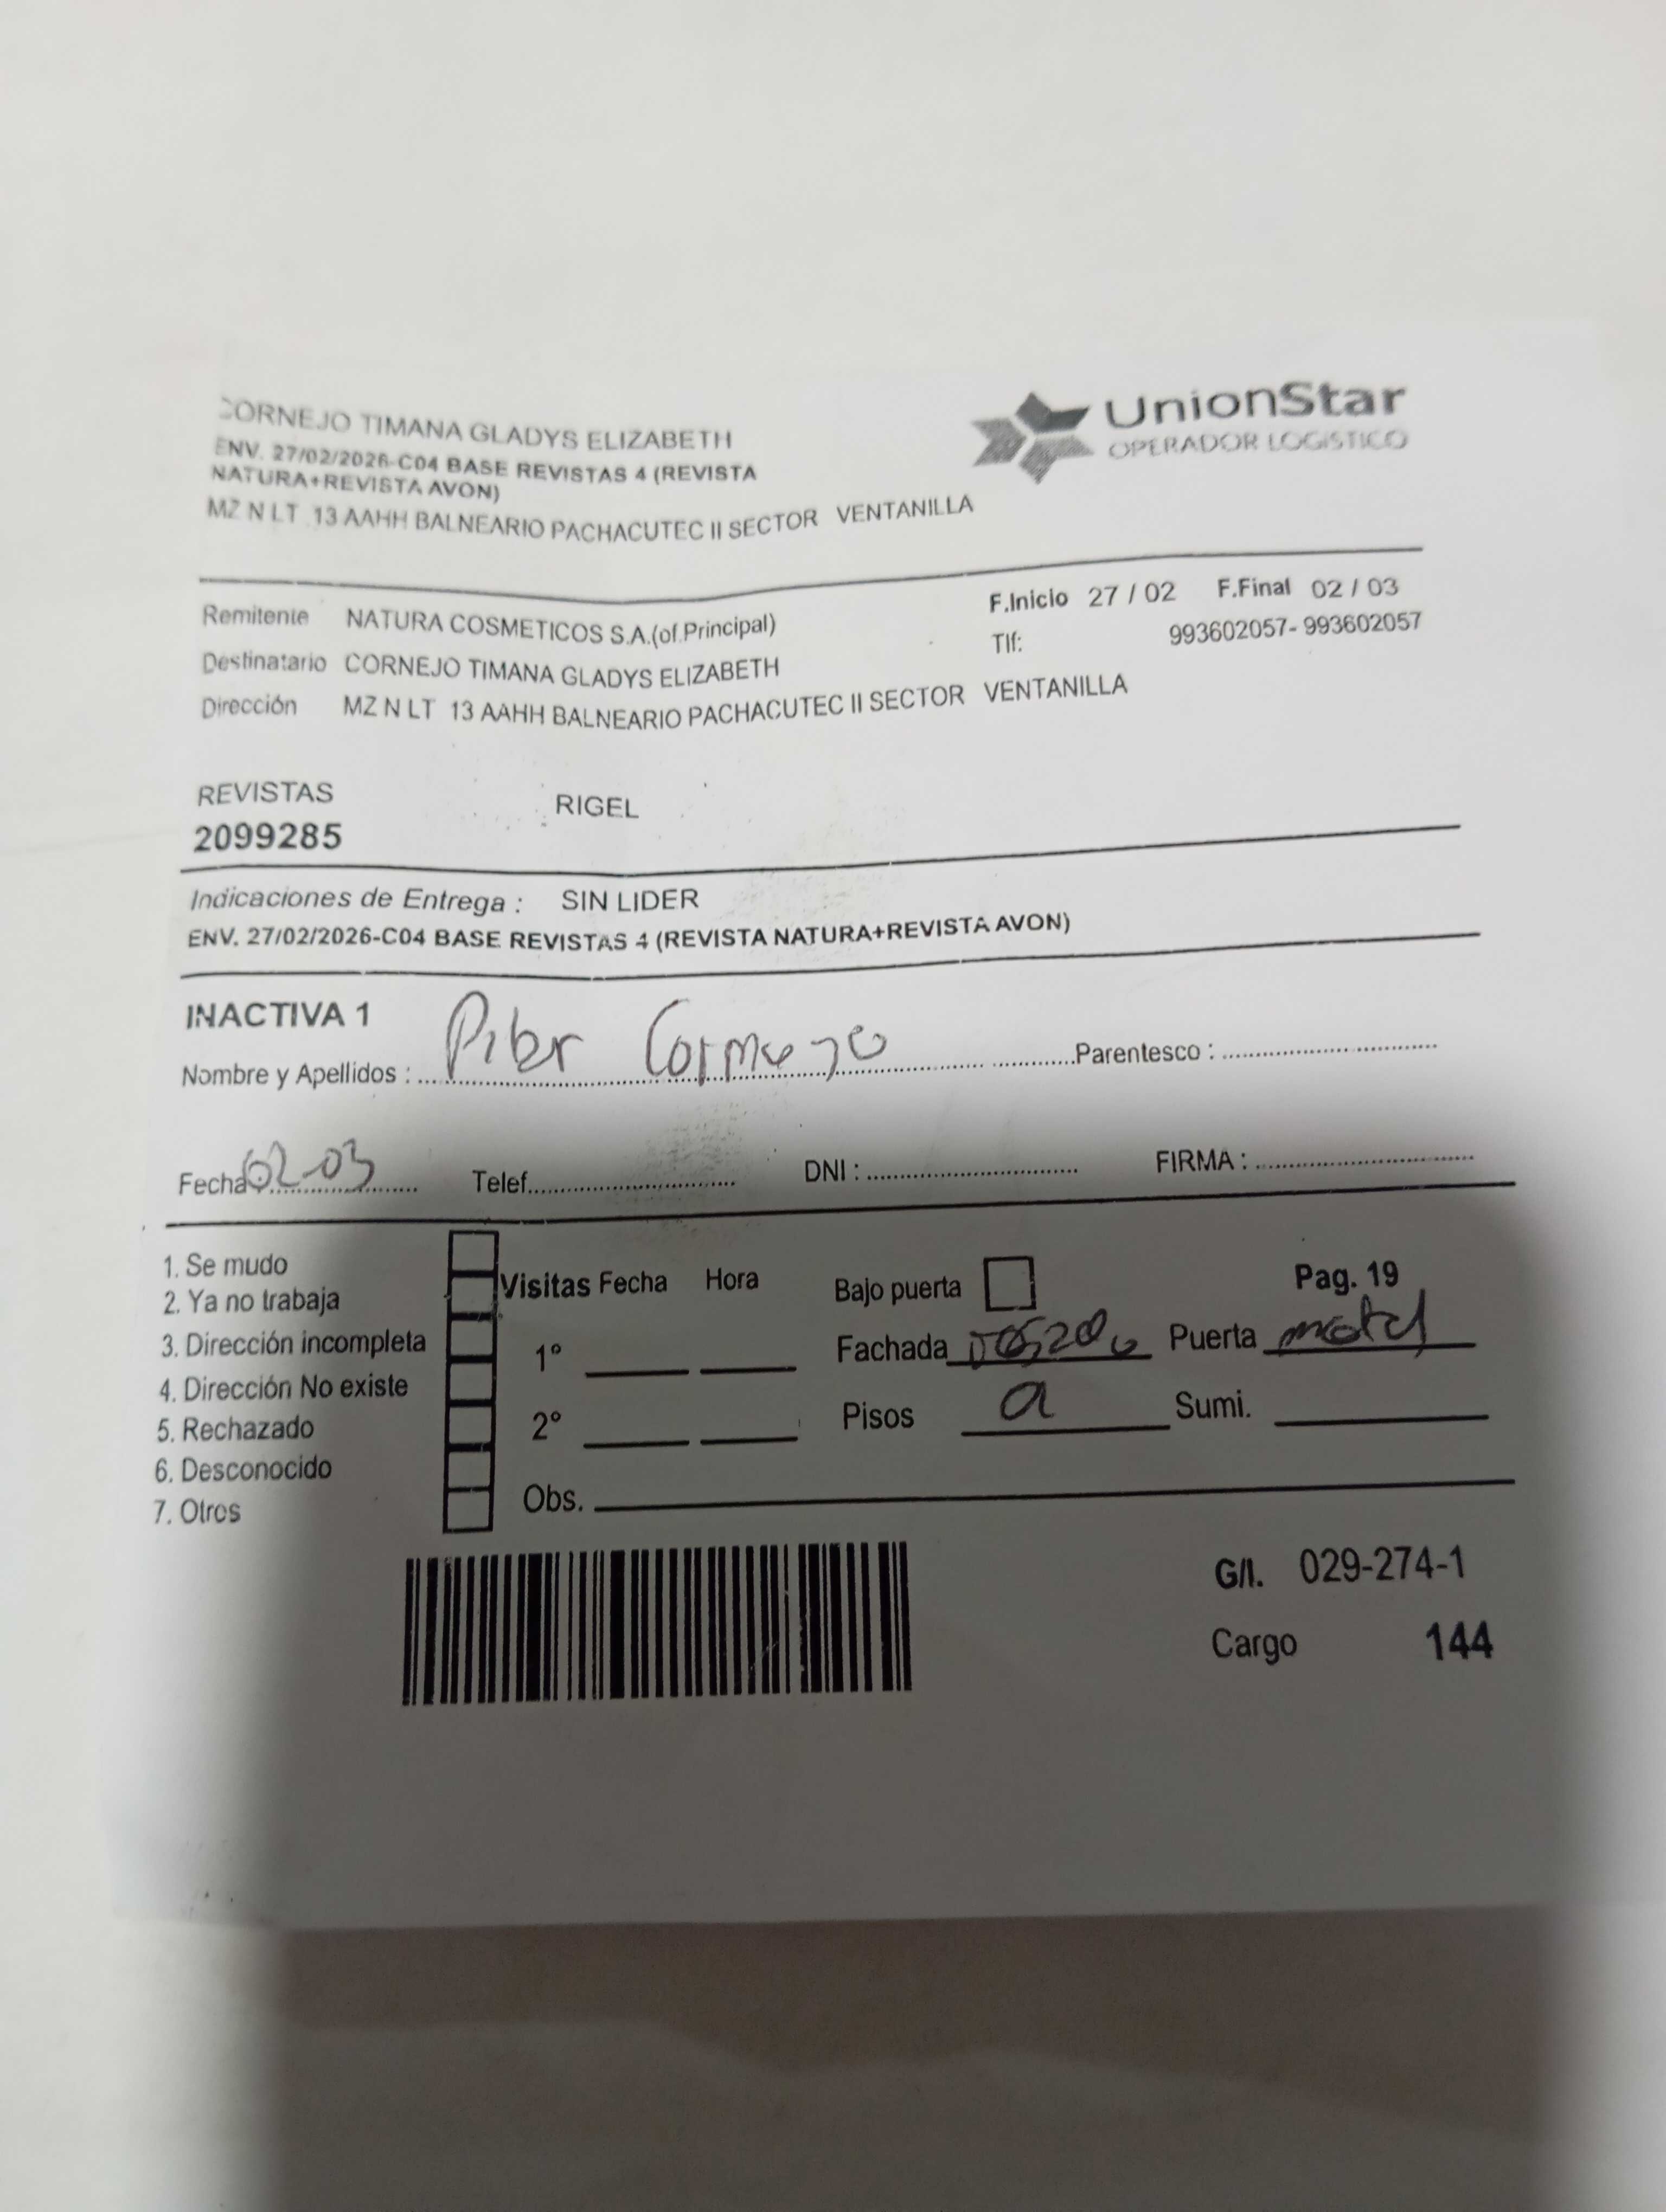 CORNEJO TIMANA GLADYS ELIZABETH
ENV. 27/02/2026-C04 BASE REVISTAS 4 (REVISTA
NATURA+REVISTA AVON)
MZ N LT 13 AAHH BALNEARIO PACHACUTEC II SECTOR VENTANILLA
UnionStar
OPERADOR LOGISTICO
Remitente NATURA COSMETICOS S.A.(of.Principal)
F.Inicio 27 / 02 F.Final 02 / 03
Destinatario CORNEJO TIMANA GLADYS ELIZABETH
Tlf: 993602057- 993602057
Dirección MZ N LT 13 AAHH BALNEARIO PACHACUTEC II SECTOR VENTANILLA
REVISTAS RIGEL
2099285
Indicaciones de Entrega : SIN LIDER
ENV. 27/02/2026-C04 BASE REVISTAS 4 (REVISTA NATURA+REVISTA AVON)
INACTIVA 1
Nombre y Apellidos : Cornejo Parentesco :
Fecha 02-03 Telef. DNI : FIRMA :
1. Se mudo
2. Ya no trabaja
3. Dirección incompleta
4. Dirección No existe
5. Rechazado
6. Desconocido
7. Otros
Visitas Fecha Hora
1°
2°
Obs.
Bajo puerta Pag. 19
Fachada Puerta
Pisos Sumi.
G/I. 029-274-1
Cargo 144